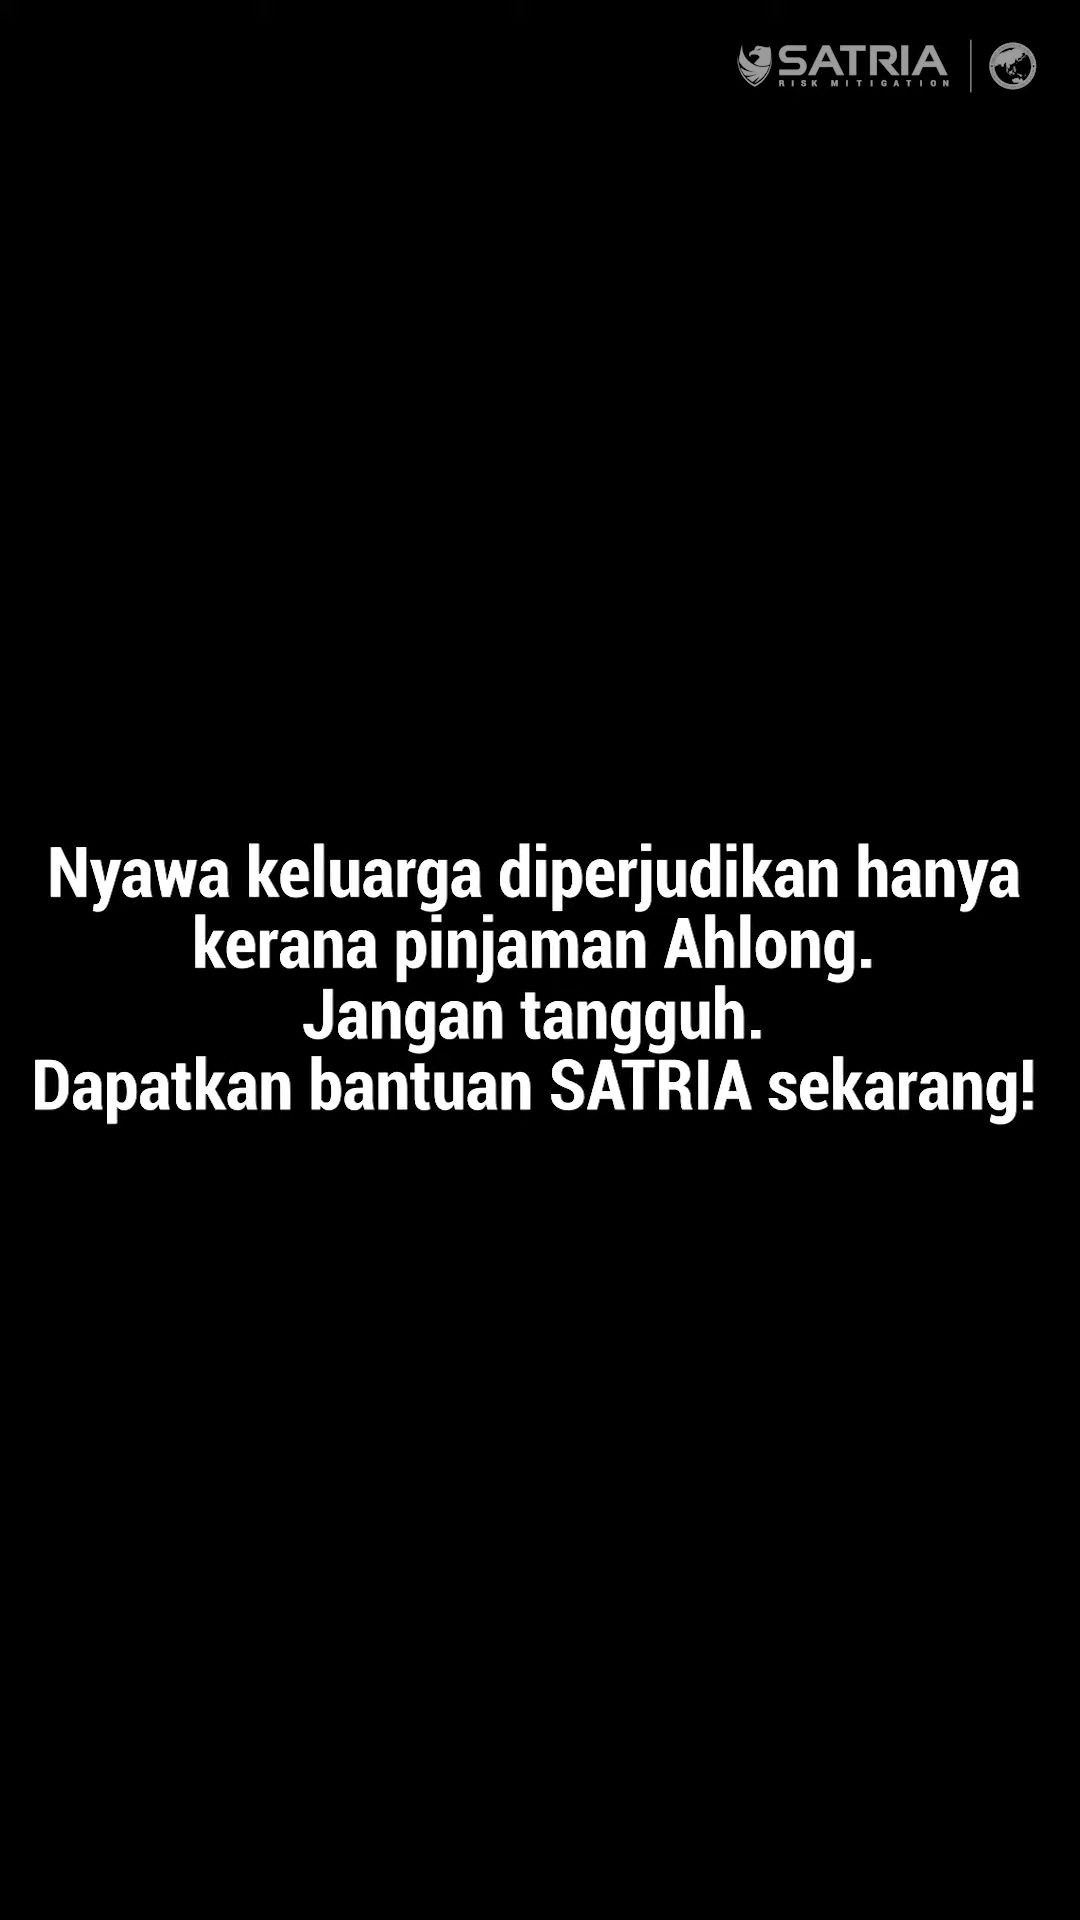 SATRIA
RISK MITIGATION
Nyawa keluarga diperjudikan hanya
kerana pinjaman Ahlong.
Jangan tangguh.
Dapatkan bantuan SATRIA sekarang!